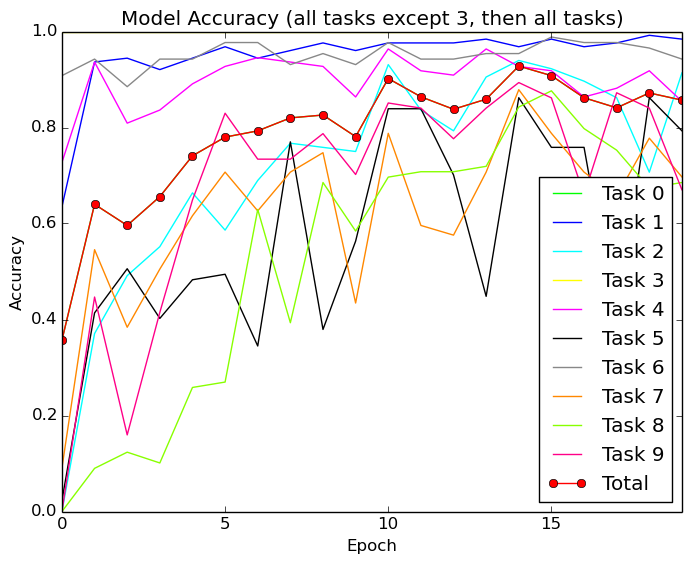 Model Accuracy (all tasks except 3, then all tasks)
1.0
0.8
0.6
0.4
0.2
0.0
Accuracy
0
5
10
15
Epoch
Task 0
Task 1
Task 2
Task 3
Task 4
Task 5
Task 6
Task 7
Task 8
Task 9
Total